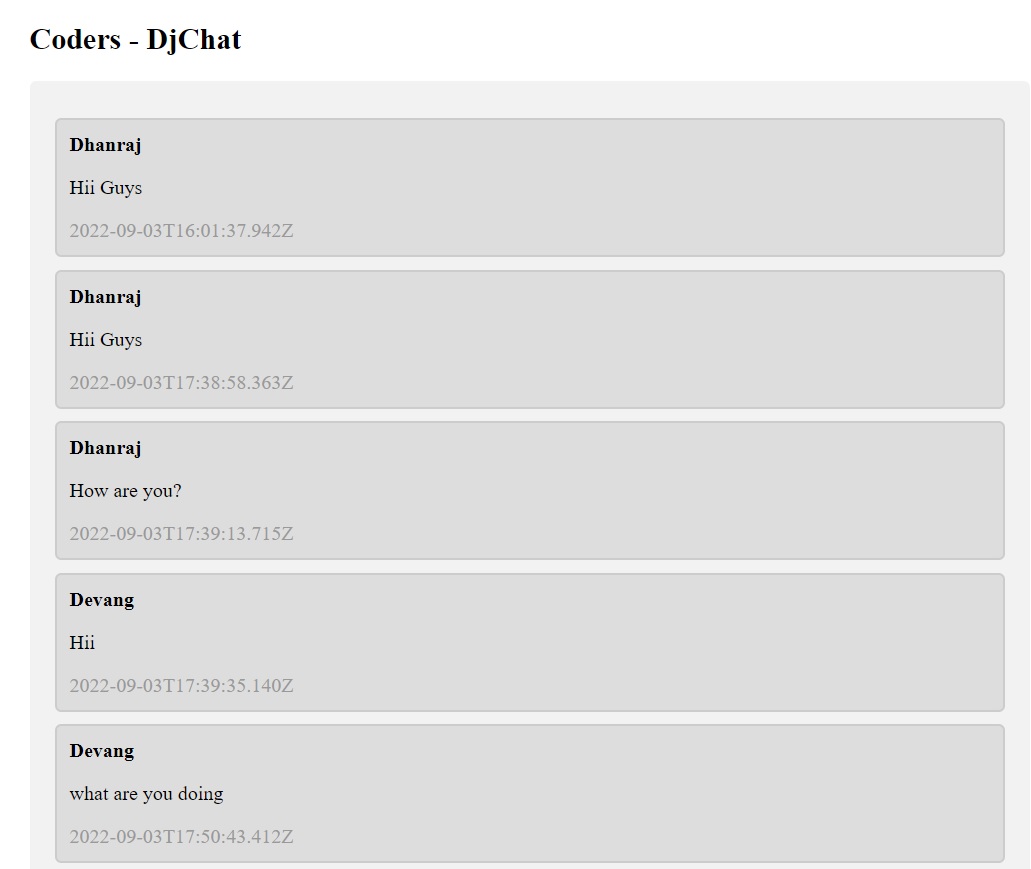 Coders - DjChat
Dhanraj
Hii Guys
2022-09-03T16:01:37.942Z
Dhanraj
Hii Guys
2022-09-03T17:38:58.363Z
Dhanraj
How are you?
2022-09-03T17:39:13.715Z
Devang
Hii
2022-09-03T17:39:35.140Z
Devang
what are you doing
2022-09-03T17:50:43.412Z